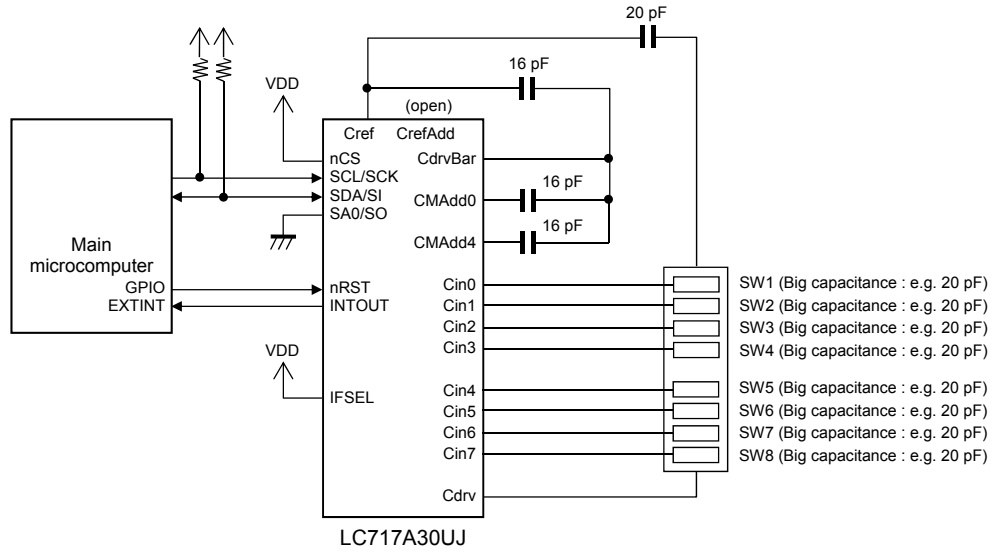 20 pF
16 pF
VDD
(open)
Cref CrefAdd
nCS
CdrvBar
SCL/SCK
SDA/SI
SA0/SO
16 pF
CMAdd0
16 pF
CMAdd4
Main
microcomputer
GPIO
EXTINT
nRST
INTOUT
VDD
IFSEL
Cin0
Cin1
Cin2
Cin3
Cin4
Cin5
Cin6
Cin7
Cdrv
SW1 (Big capacitance : e.g. 20 pF)
SW2 (Big capacitance : e.g. 20 pF)
SW3 (Big capacitance : e.g. 20 pF)
SW4 (Big capacitance : e.g. 20 pF)
SW5 (Big capacitance : e.g. 20 pF)
SW6 (Big capacitance : e.g. 20 pF)
SW7 (Big capacitance : e.g. 20 pF)
SW8 (Big capacitance : e.g. 20 pF)
LC717A30UJ